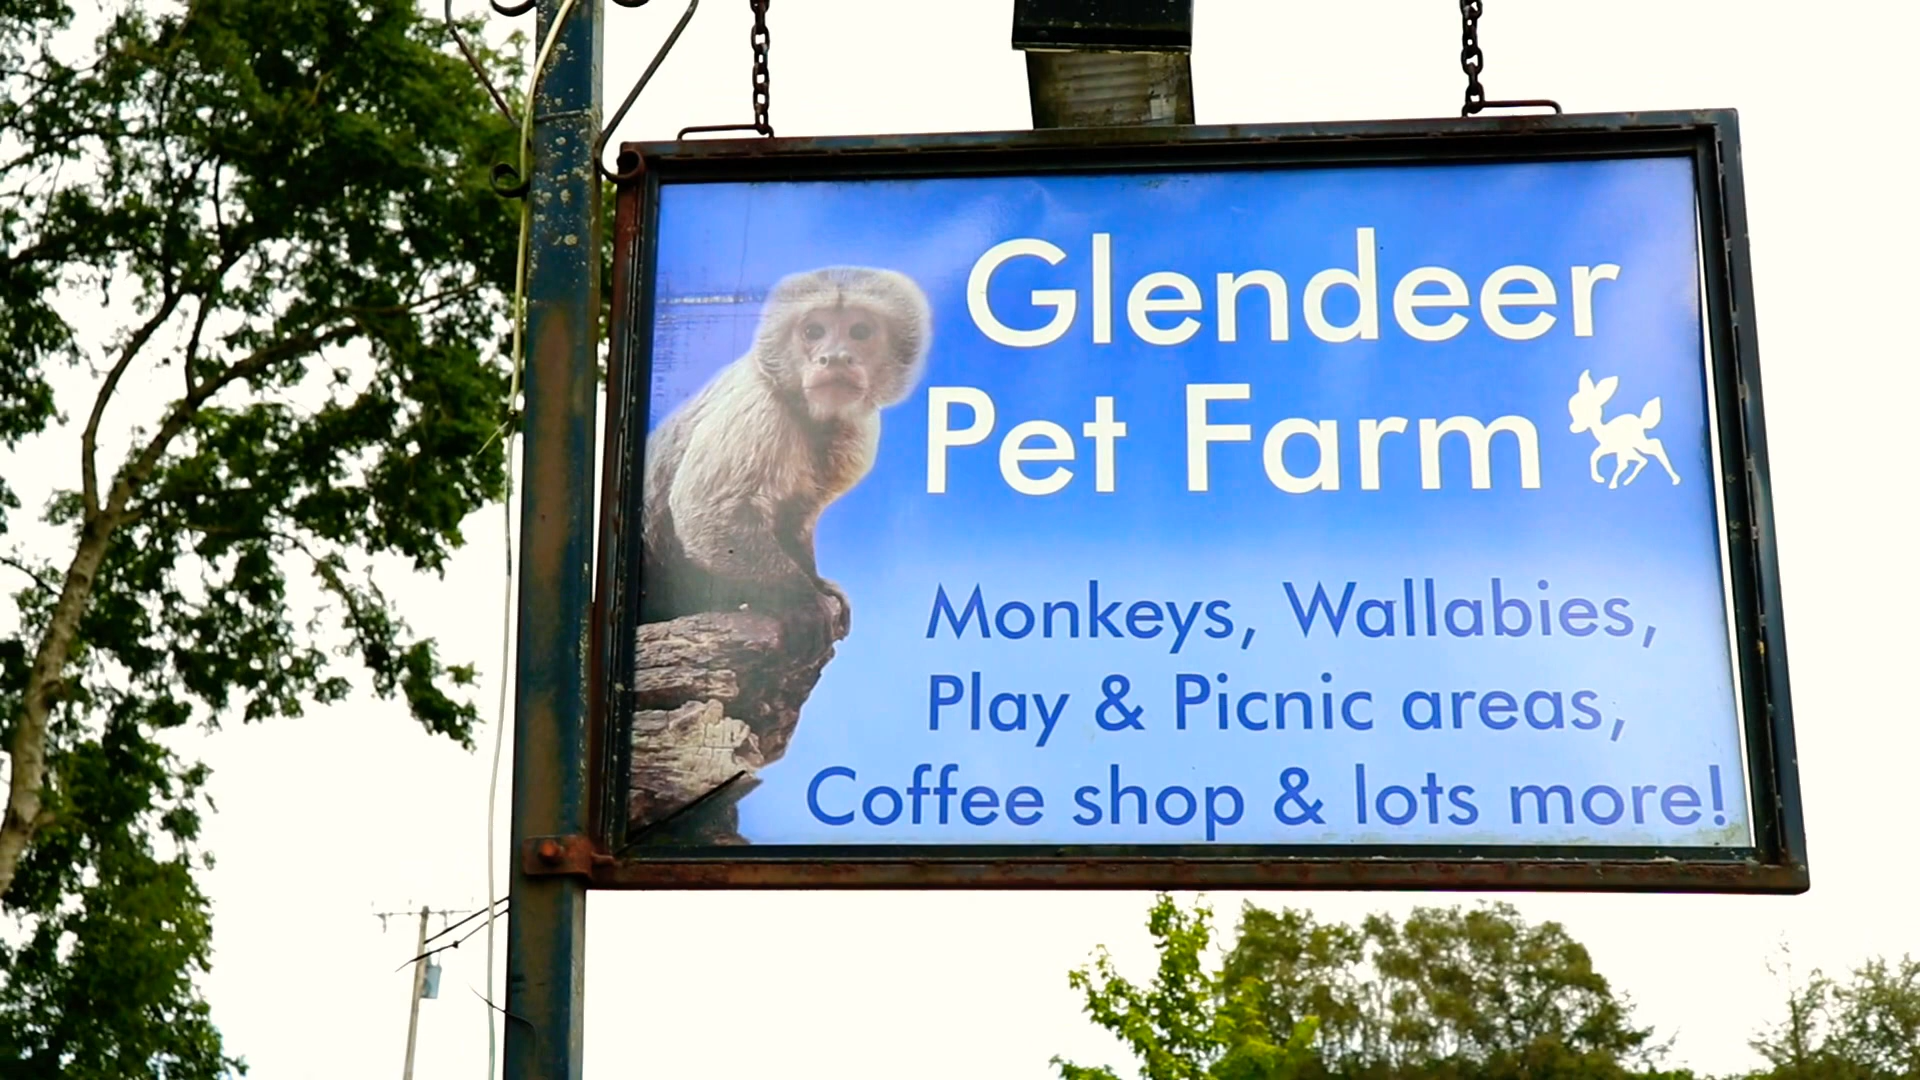 Glendeer
Pet Farm
Monkeys, Wallabies,
Play & Picnic areas,
Coffee shop & lots more!